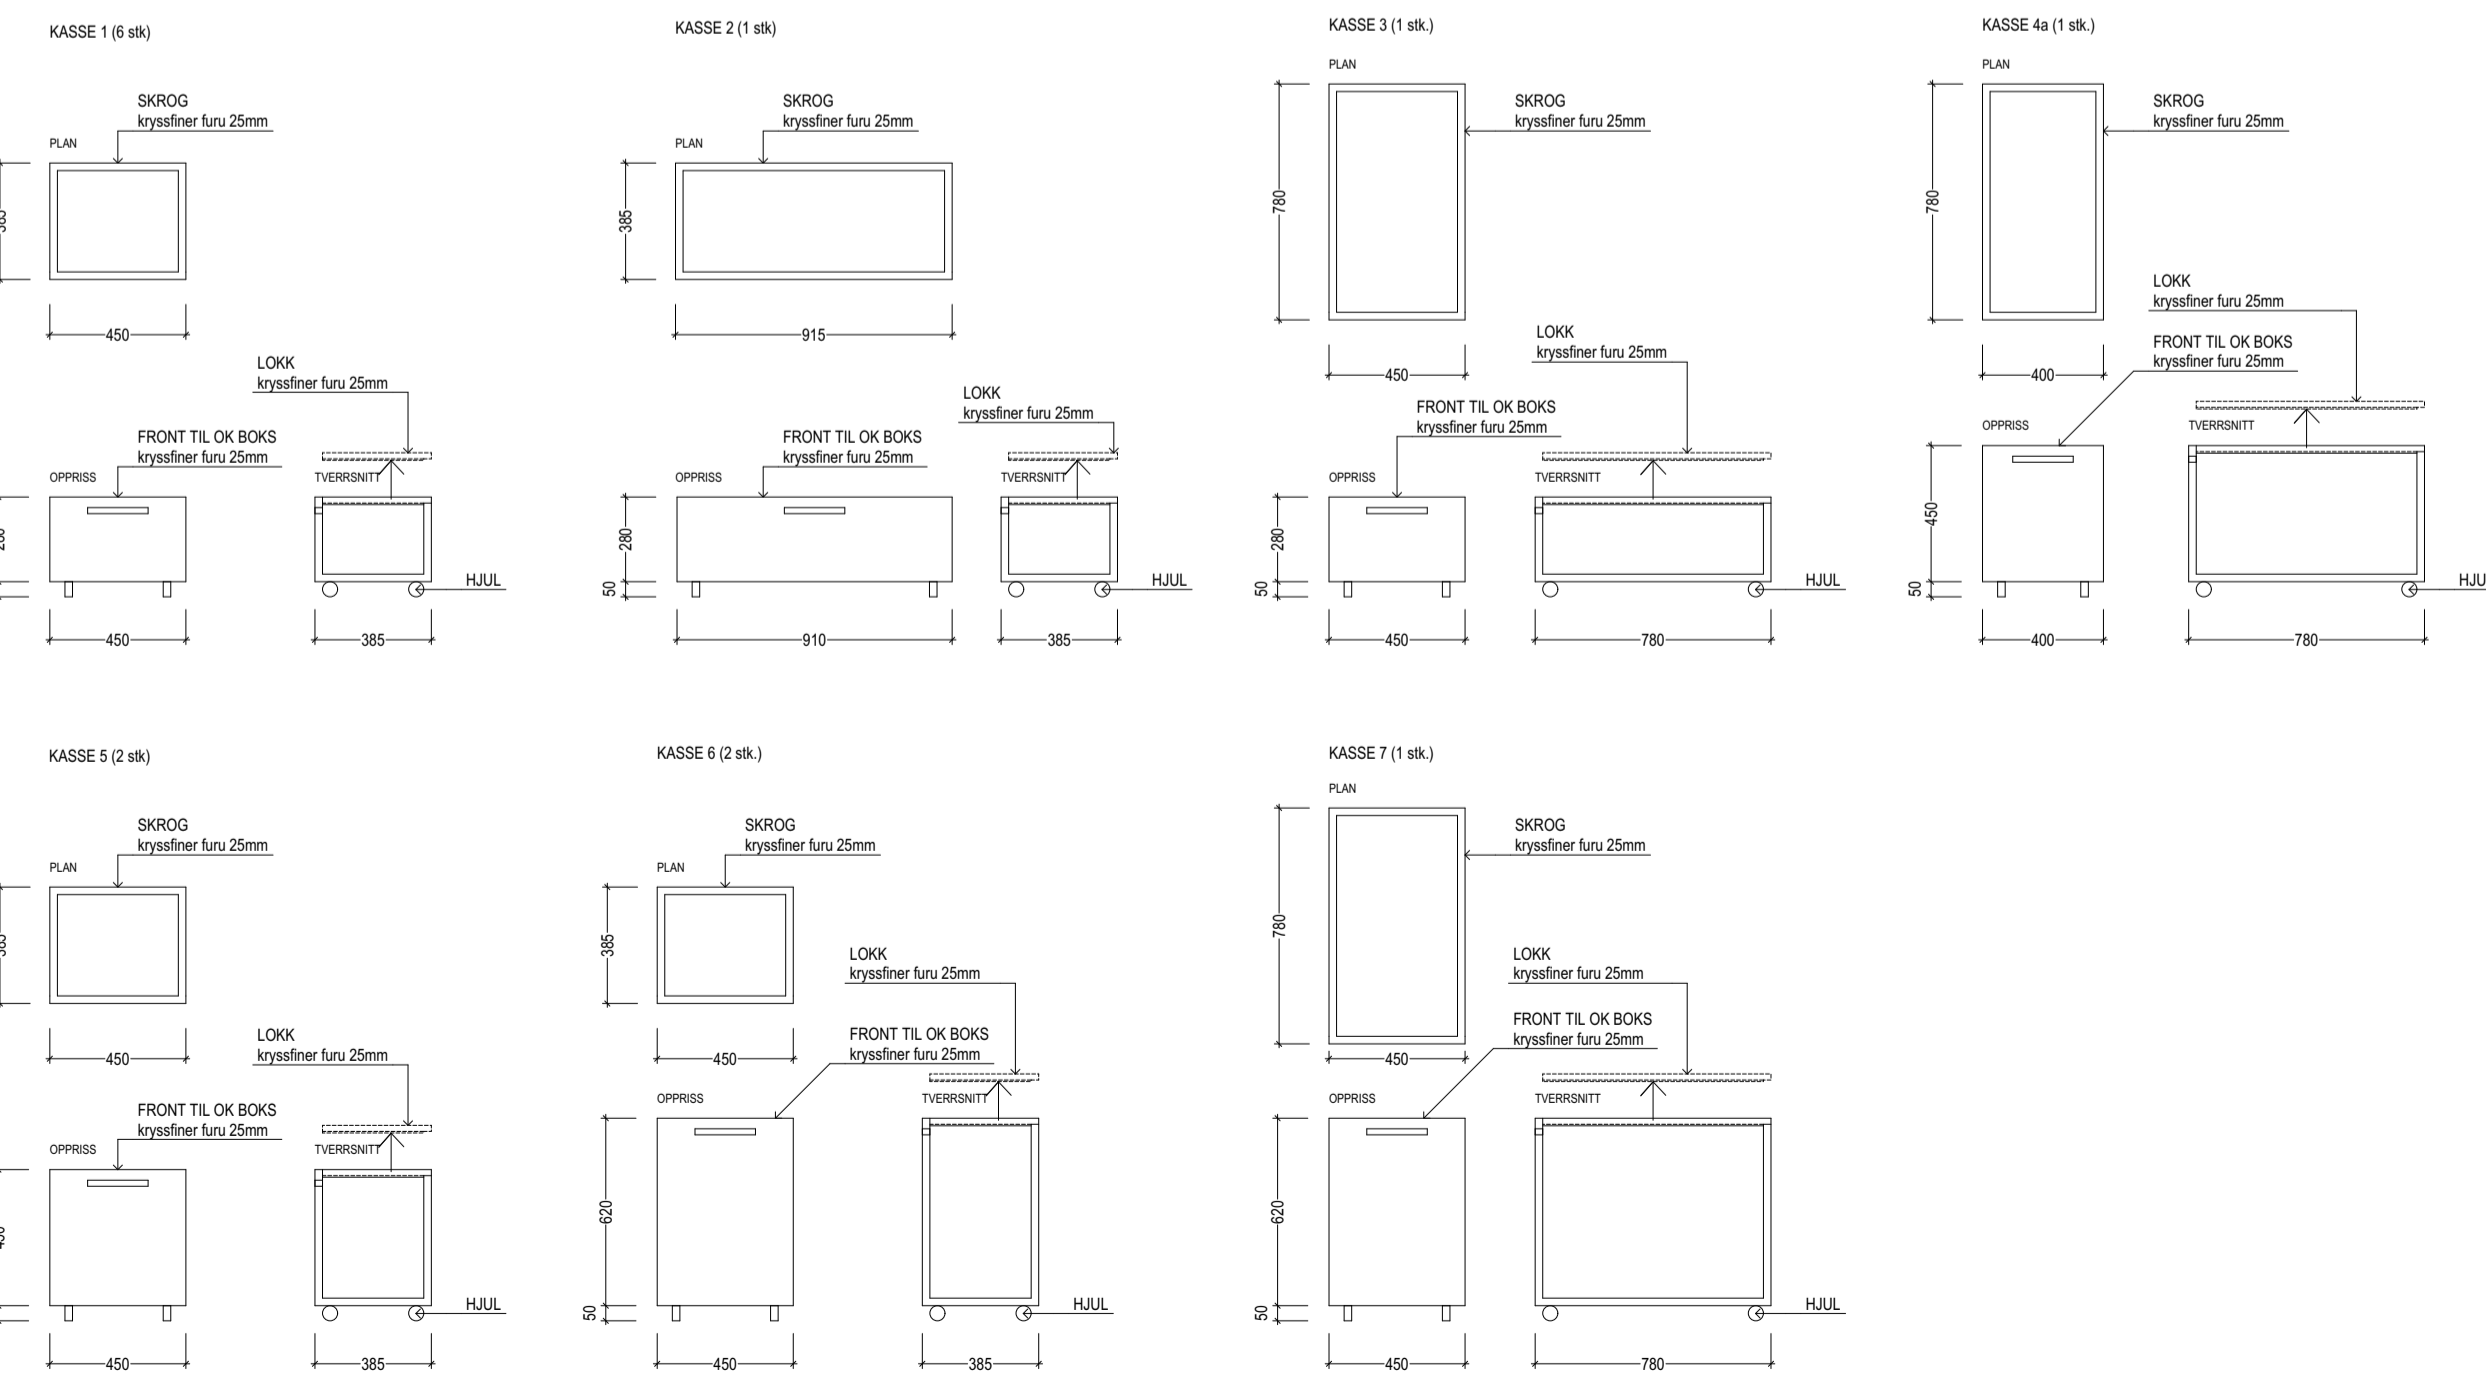 KASSE 1 (6 stk)
SKROG
kryssfiner furu 25mm
PLAN
450
LOKK
kryssfiner furu 25mm
FRONT TIL OK BOKS
kryssfiner furu 25mm
OPPRISS
TVERRSNITT
HJUL
450
385
KASSE 2 (1 stk)
SKROG
kryssfiner furu 25mm
PLAN
385
915
LOKK
kryssfiner furu 25mm
FRONT TIL OK BOKS
kryssfiner furu 25mm
OPPRISS
TVERRSNITT
280
50
HJUL
910
385
KASSE 3 (1 stk.)
PLAN
SKROG
kryssfiner furu 25mm
780
450
LOKK
kryssfiner furu 25mm
FRONT TIL OK BOKS
kryssfiner furu 25mm
OPPRISS
TVERRSNITT
280
50
HJUL
450
780
KASSE 4a (1 stk.)
PLAN
SKROG
kryssfiner furu 25mm
780
LOKK
kryssfiner furu 25mm
FRONT TIL OK BOKS
kryssfiner furu 25mm
400
OPPRISS
TVERRSNITT
450
50
HJU
400
780
KASSE 5 (2 stk)
SKROG
kryssfiner furu 25mm
PLAN
450
LOKK
kryssfiner furu 25mm
FRONT TIL OK BOKS
kryssfiner furu 25mm
OPPRISS
TVERRSNITT
HJUL
450
385
KASSE 6 (2 stk.)
SKROG
kryssfiner furu 25mm
PLAN
385
450
LOKK
kryssfiner furu 25mm
FRONT TIL OK BOKS
kryssfiner furu 25mm
OPPRISS
TVERRSNITT
620
50
HJUL
450
385
KASSE 7 (1 stk.)
PLAN
SKROG
kryssfiner furu 25mm
780
LOKK
kryssfiner furu 25mm
FRONT TIL OK BOKS
kryssfiner furu 25mm
450
OPPRISS
TVERRSNITT
620
50
HJUL
450
780